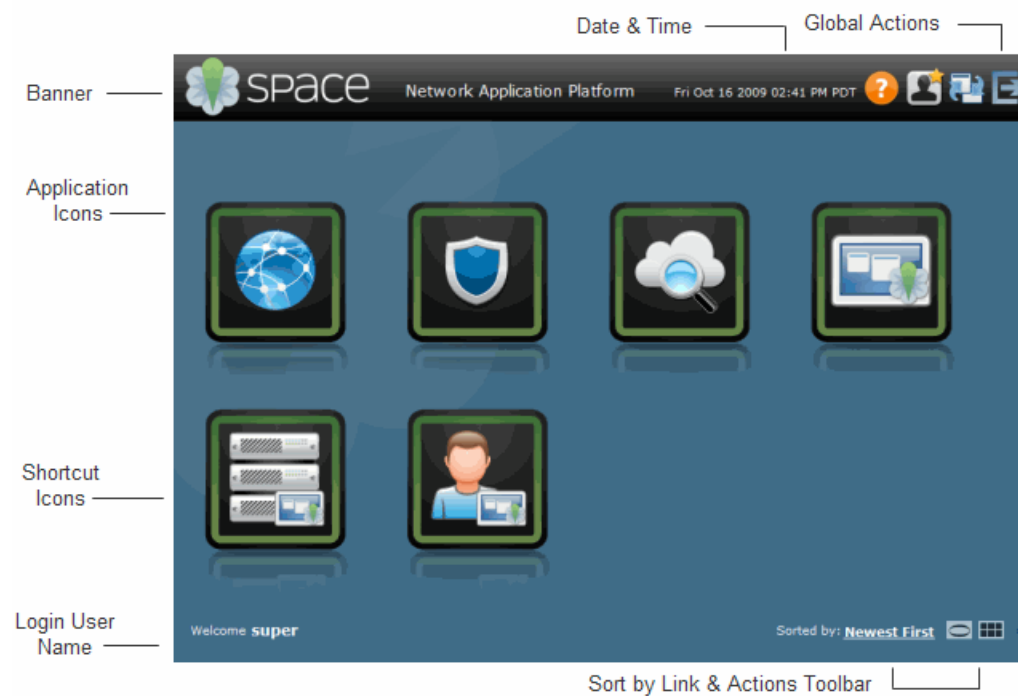 Date & Time
Global Actions
Banner
space
Network Application Platform
Fri Oct 16 2009 02:41 PM PDT
?
Application
Icons
Shortcut
Icons
Login User
Name
Welcome super
Sorted by: Newest First
Sort by Link & Actions Toolbar